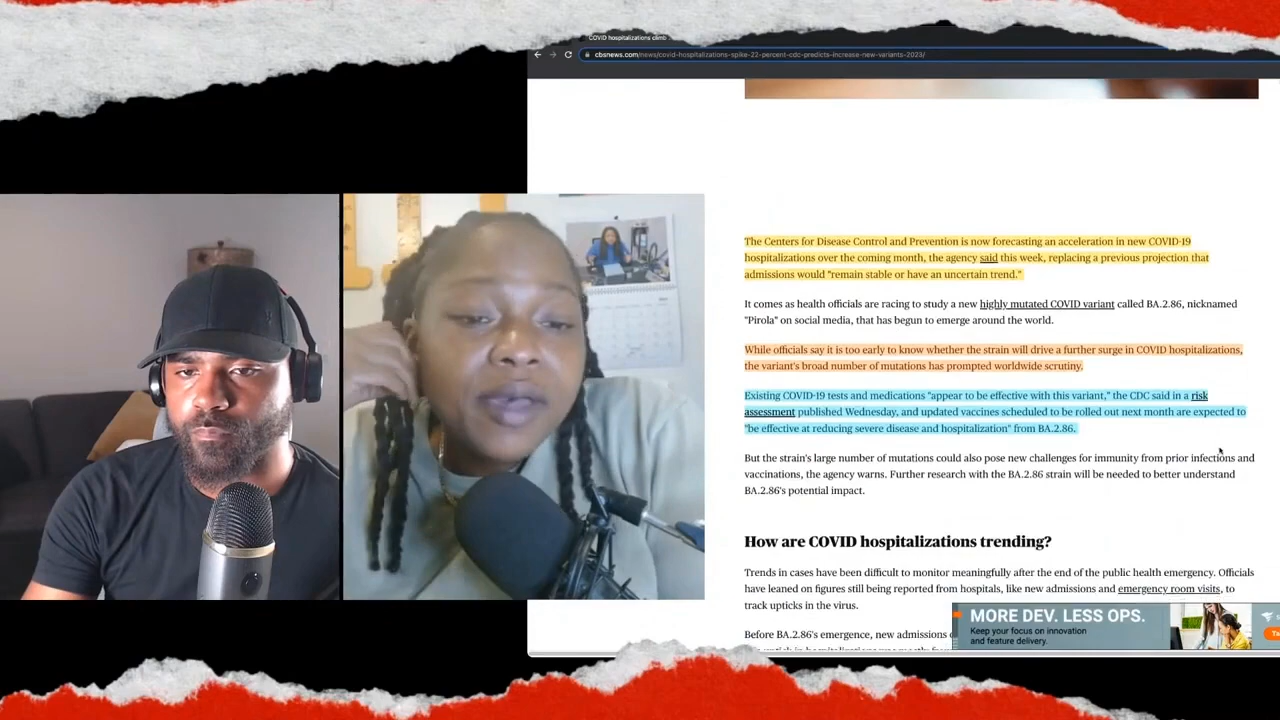 COVID hospitalizations climb
cbsnews.com/news/covid-hospitalizations-spike-22-percent-cdc-predicts-increase-new-variants-2023/
The Centers for Disease Control and Prevention is now forecasting an acceleration in new COVID-19
hospitalizations over the coming month, the agency said this week, replacing a previous projection that
admissions would "remain stable or have an uncertain trend."
It comes as health officials are racing to study a new highly mutated COVID variant called BA.2.86, nicknamed
"Pirola" on social media, that has begun to emerge around the world.
While officials say it is too early to know whether the strain will drive a further surge in COVID hospitalizations,
the variant's broad number of mutations has prompted worldwide scrutiny.
Existing COVID-19 tests and medications "appear to be effective with this variant," the CDC said in a risk
assessment published Wednesday, and updated vaccines scheduled to be rolled out next month are expected to
"be effective at reducing severe disease and hospitalization" from BA.2.86.
But the strain's large number of mutations could also pose new challenges for immunity from prior infections and
vaccinations, the agency warns. Further research with the BA.2.86 strain will be needed to better understand
BA.2.86's potential impact.
How are COVID hospitalizations trending?
Trends in cases have been difficult to monitor meaningfully after the end of the public health emergency. Officials
have leaned on figures still being reported from hospitals, like new admissions and emergency room visits, to
track upticks in the virus.
Before BA.2.86's emergence, new admissions
MORE DEV. LESS OPS.
Keep your focus on innovation
and feature delivery.